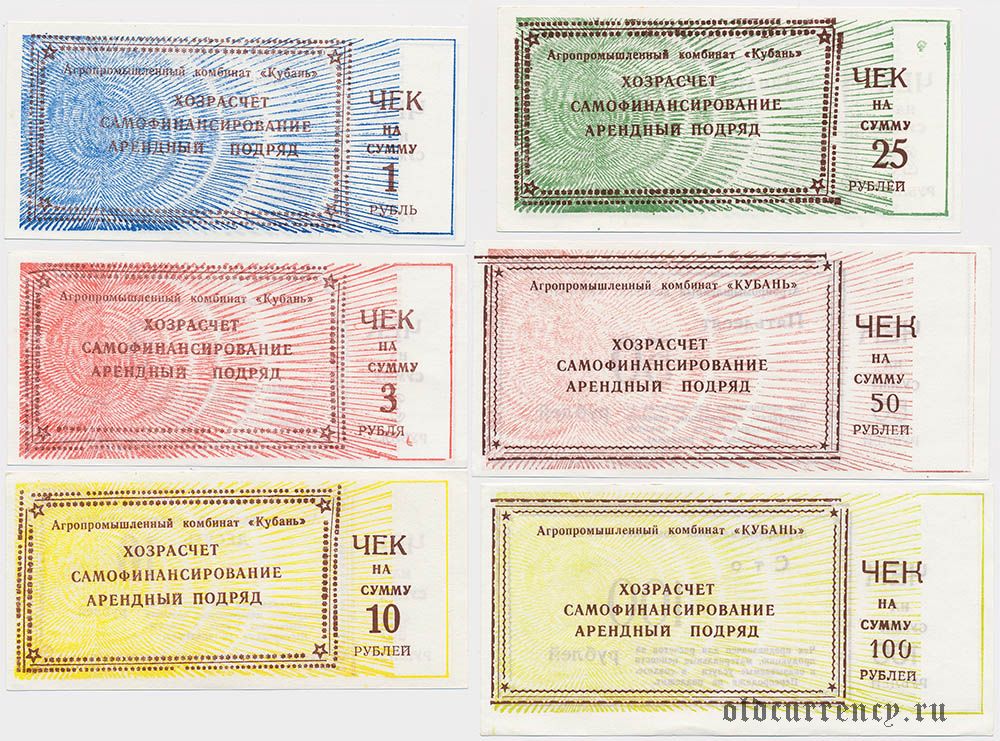 Агропромышленный комбинат «Кубань»
ХОЗРАСЧЕТ
САМОФИНАНСИРОВАНИЕ
АРЕНДНЫЙ ПОДРЯД
ЧЕК
НА
СУММУ
1
РУБЛЬ
Агропромышленный комбинат «Кубань»
ХОЗРАСЧЕТ
САМОФИНАНСИРОВАНИЕ
АРЕНДНЫЙ ПОДРЯД
ЧЕК
НА
СУММУ
25
РУБЛЕЙ
Агропромышленный комбинат «Кубань»
ХОЗРАСЧЕТ
САМОФИНАНСИРОВАНИЕ
АРЕНДНЫЙ ПОДРЯД
ЧЕК
НА
СУММУ
3
РУБЛЯ
Агропромышленный комбинат «КУБАНЬ»
ХОЗРАСЧЕТ
САМОФИНАНСИРОВАНИЕ
АРЕНДНЫЙ ПОДРЯД
ЧЕК
НА
СУММУ
50
РУБЛЕЙ
Агропромышленный комбинат «Кубань»
ХОЗРАСЧЕТ
САМОФИНАНСИРОВАНИЕ
АРЕНДНЫЙ ПОДРЯД
ЧЕК
НА
СУММУ
10
РУБЛЕЙ
Агропромышленный комбинат «КУБАНЬ»
ХОЗРАСЧЕТ
САМОФИНАНСИРОВАНИЕ
АРЕНДНЫЙ ПОДРЯД
ЧЕК
НА
СУММУ
100
РУБЛЕЙ
oldcurrency.ru